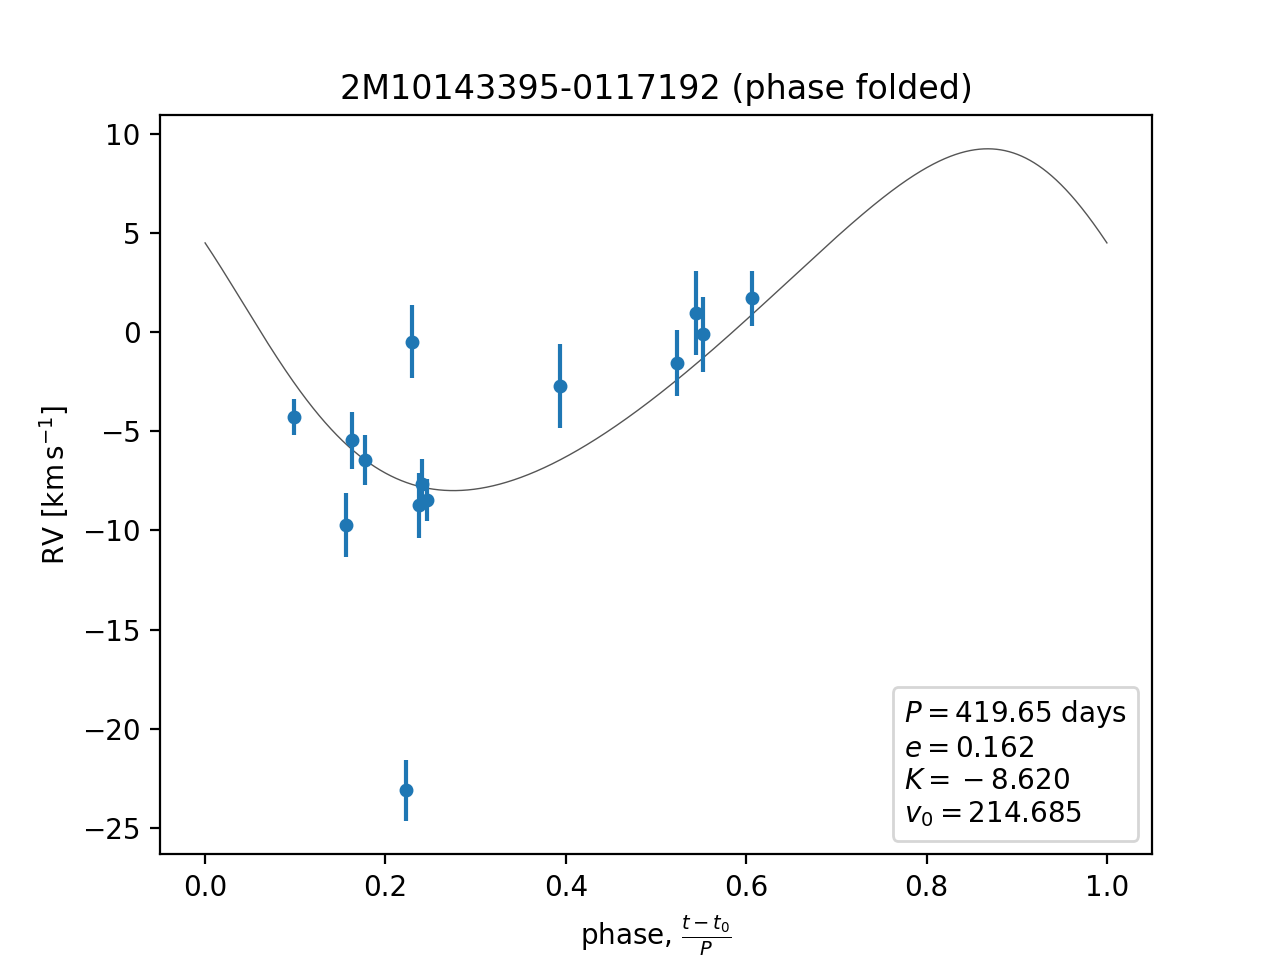 2M10143395-0117192 (phase folded)
10
5
0
−5
−10
−15
−20
−25
RV [km s⁻¹]
P = 419.65 days
e = 0.162
K = − 8.620
v₀ = 214.685
0.0 0.2 0.4 0.6 0.8 1.0
phase, (t − t₀)/P